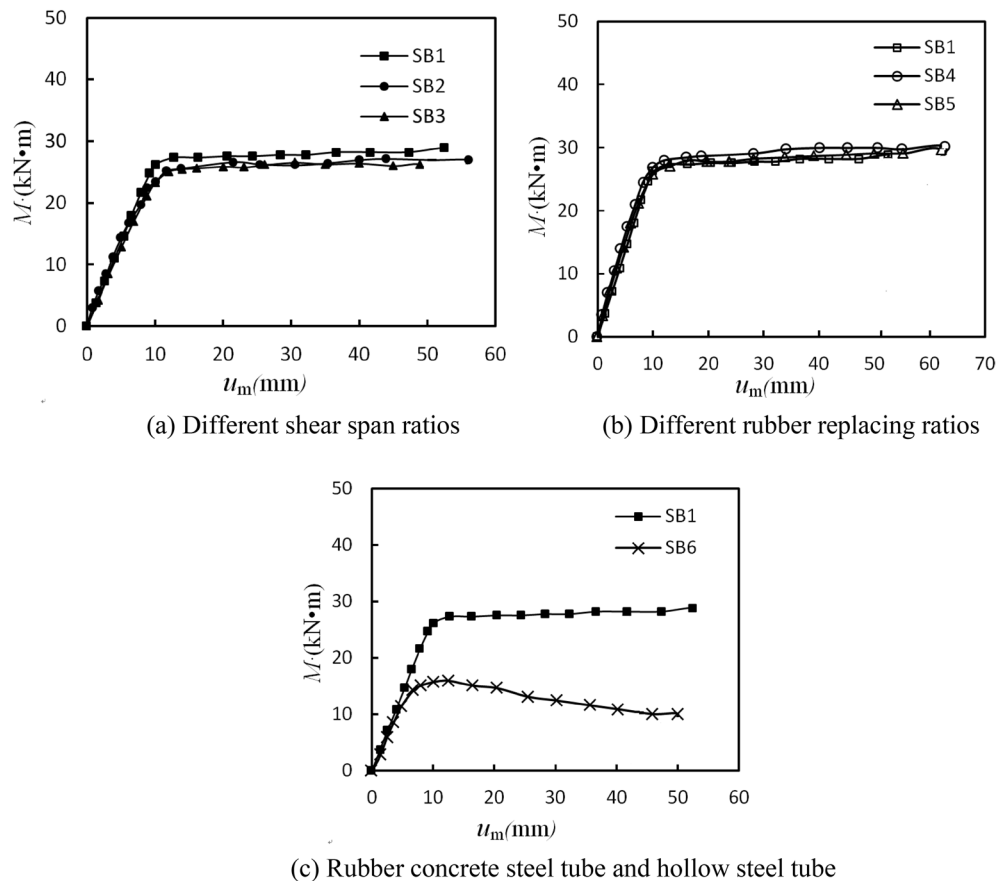 50
40
30
20
10
0
M·(kN•m)
SB1
SB2
SB3
0 10 20 30 40 50 60
u_m(mm)
(a) Different shear span ratios
50
40
30
20
10
0
M·(kN•m)
SB1
SB4
SB5
0 10 20 30 40 50 60 70
u_m(mm)
(b) Different rubber replacing ratios
50
40
30
20
10
0
M·(kN•m)
SB1
SB6
0 10 20 30 40 50 60
u_m(mm)
(c) Rubber concrete steel tube and hollow steel tube